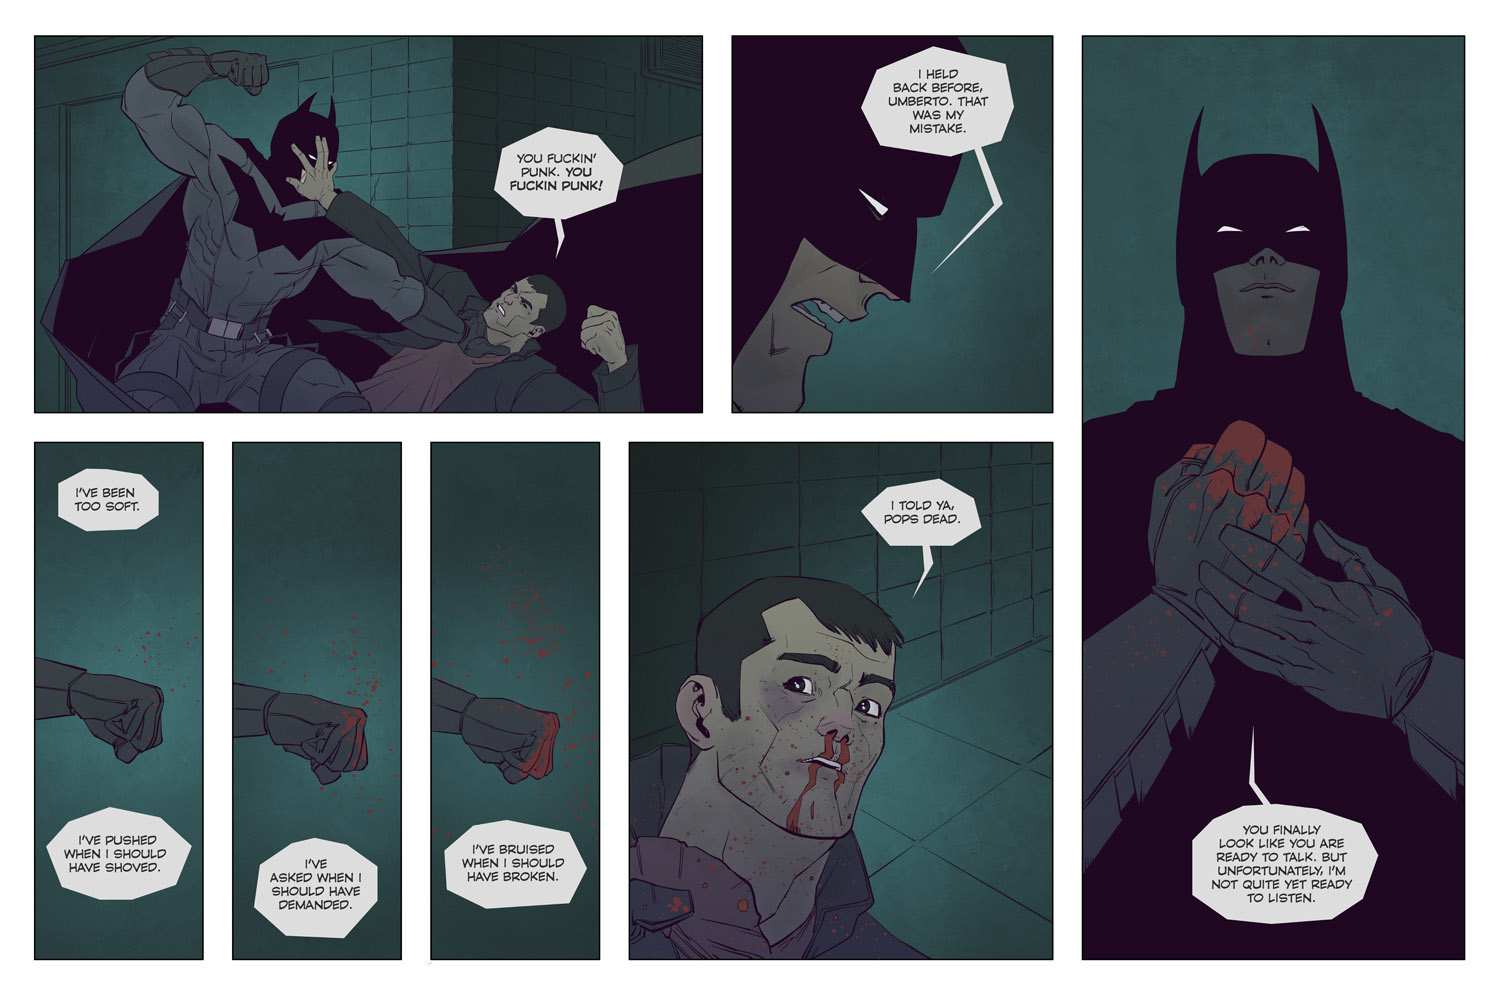 YOU FUCKIN'
PUNK. YOU
FUCKIN PUNK!
I HELD
BACK BEFORE,
UMBERTO. THAT
WAS MY
MISTAKE.
I'VE BEEN
TOO SOFT.
I'VE PUSHED
WHEN I SHOULD
HAVE SHOVED.
I'VE
ASKED WHEN I
SHOULD HAVE
DEMANDED.
I'VE BRUISED
WHEN I SHOULD
HAVE BROKEN.
I TOLD YA,
POPS DEAD.
YOU FINALLY
LOOK LIKE YOU ARE
READY TO TALK. BUT
UNFORTUNATELY, I'M
NOT QUITE YET READY
TO LISTEN.